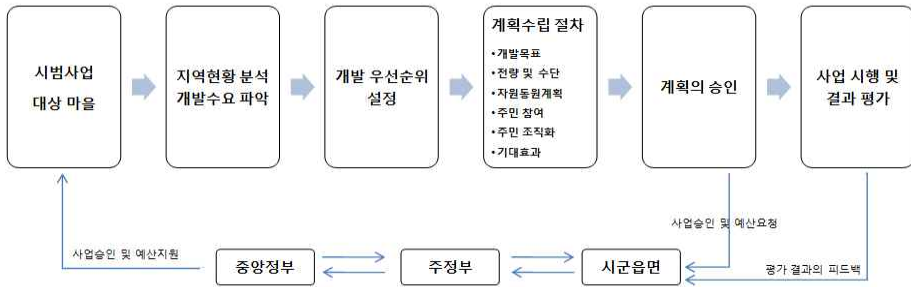 시범사업
대상 마을
지역현황 분석
개발수요 파악
개발 우선순위
설정
계획수립 절차
•개발목표
•전량 및 수단
•자원동원계획
•주민 참여
•주민 조직화
•기대효과
계획의 승인
사업 시행 및
결과 평가
사업승인 및 예산요청
사업승인 및 예산지원
중앙정부
주정부
시군읍면
평가 결과의 피드백